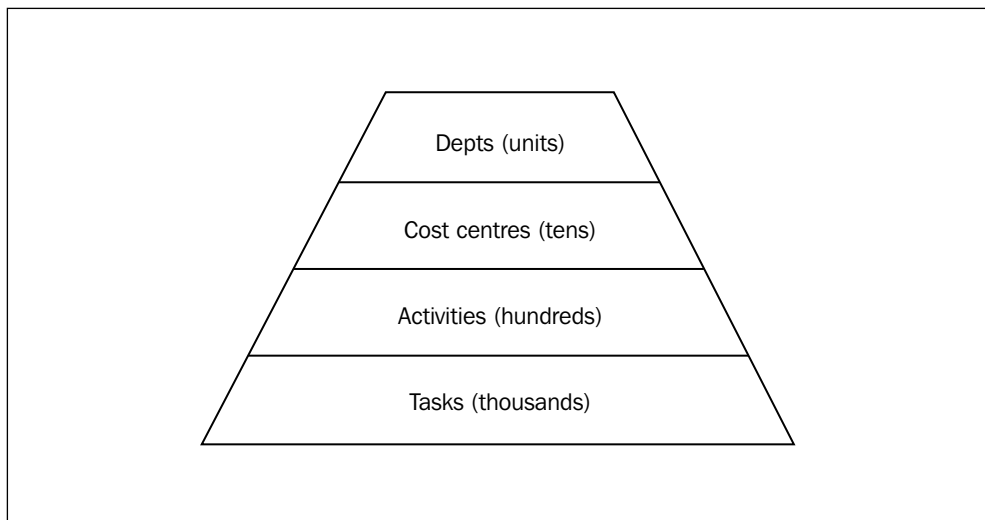 Depts (units)
Cost centres (tens)
Activities (hundreds)
Tasks (thousands)